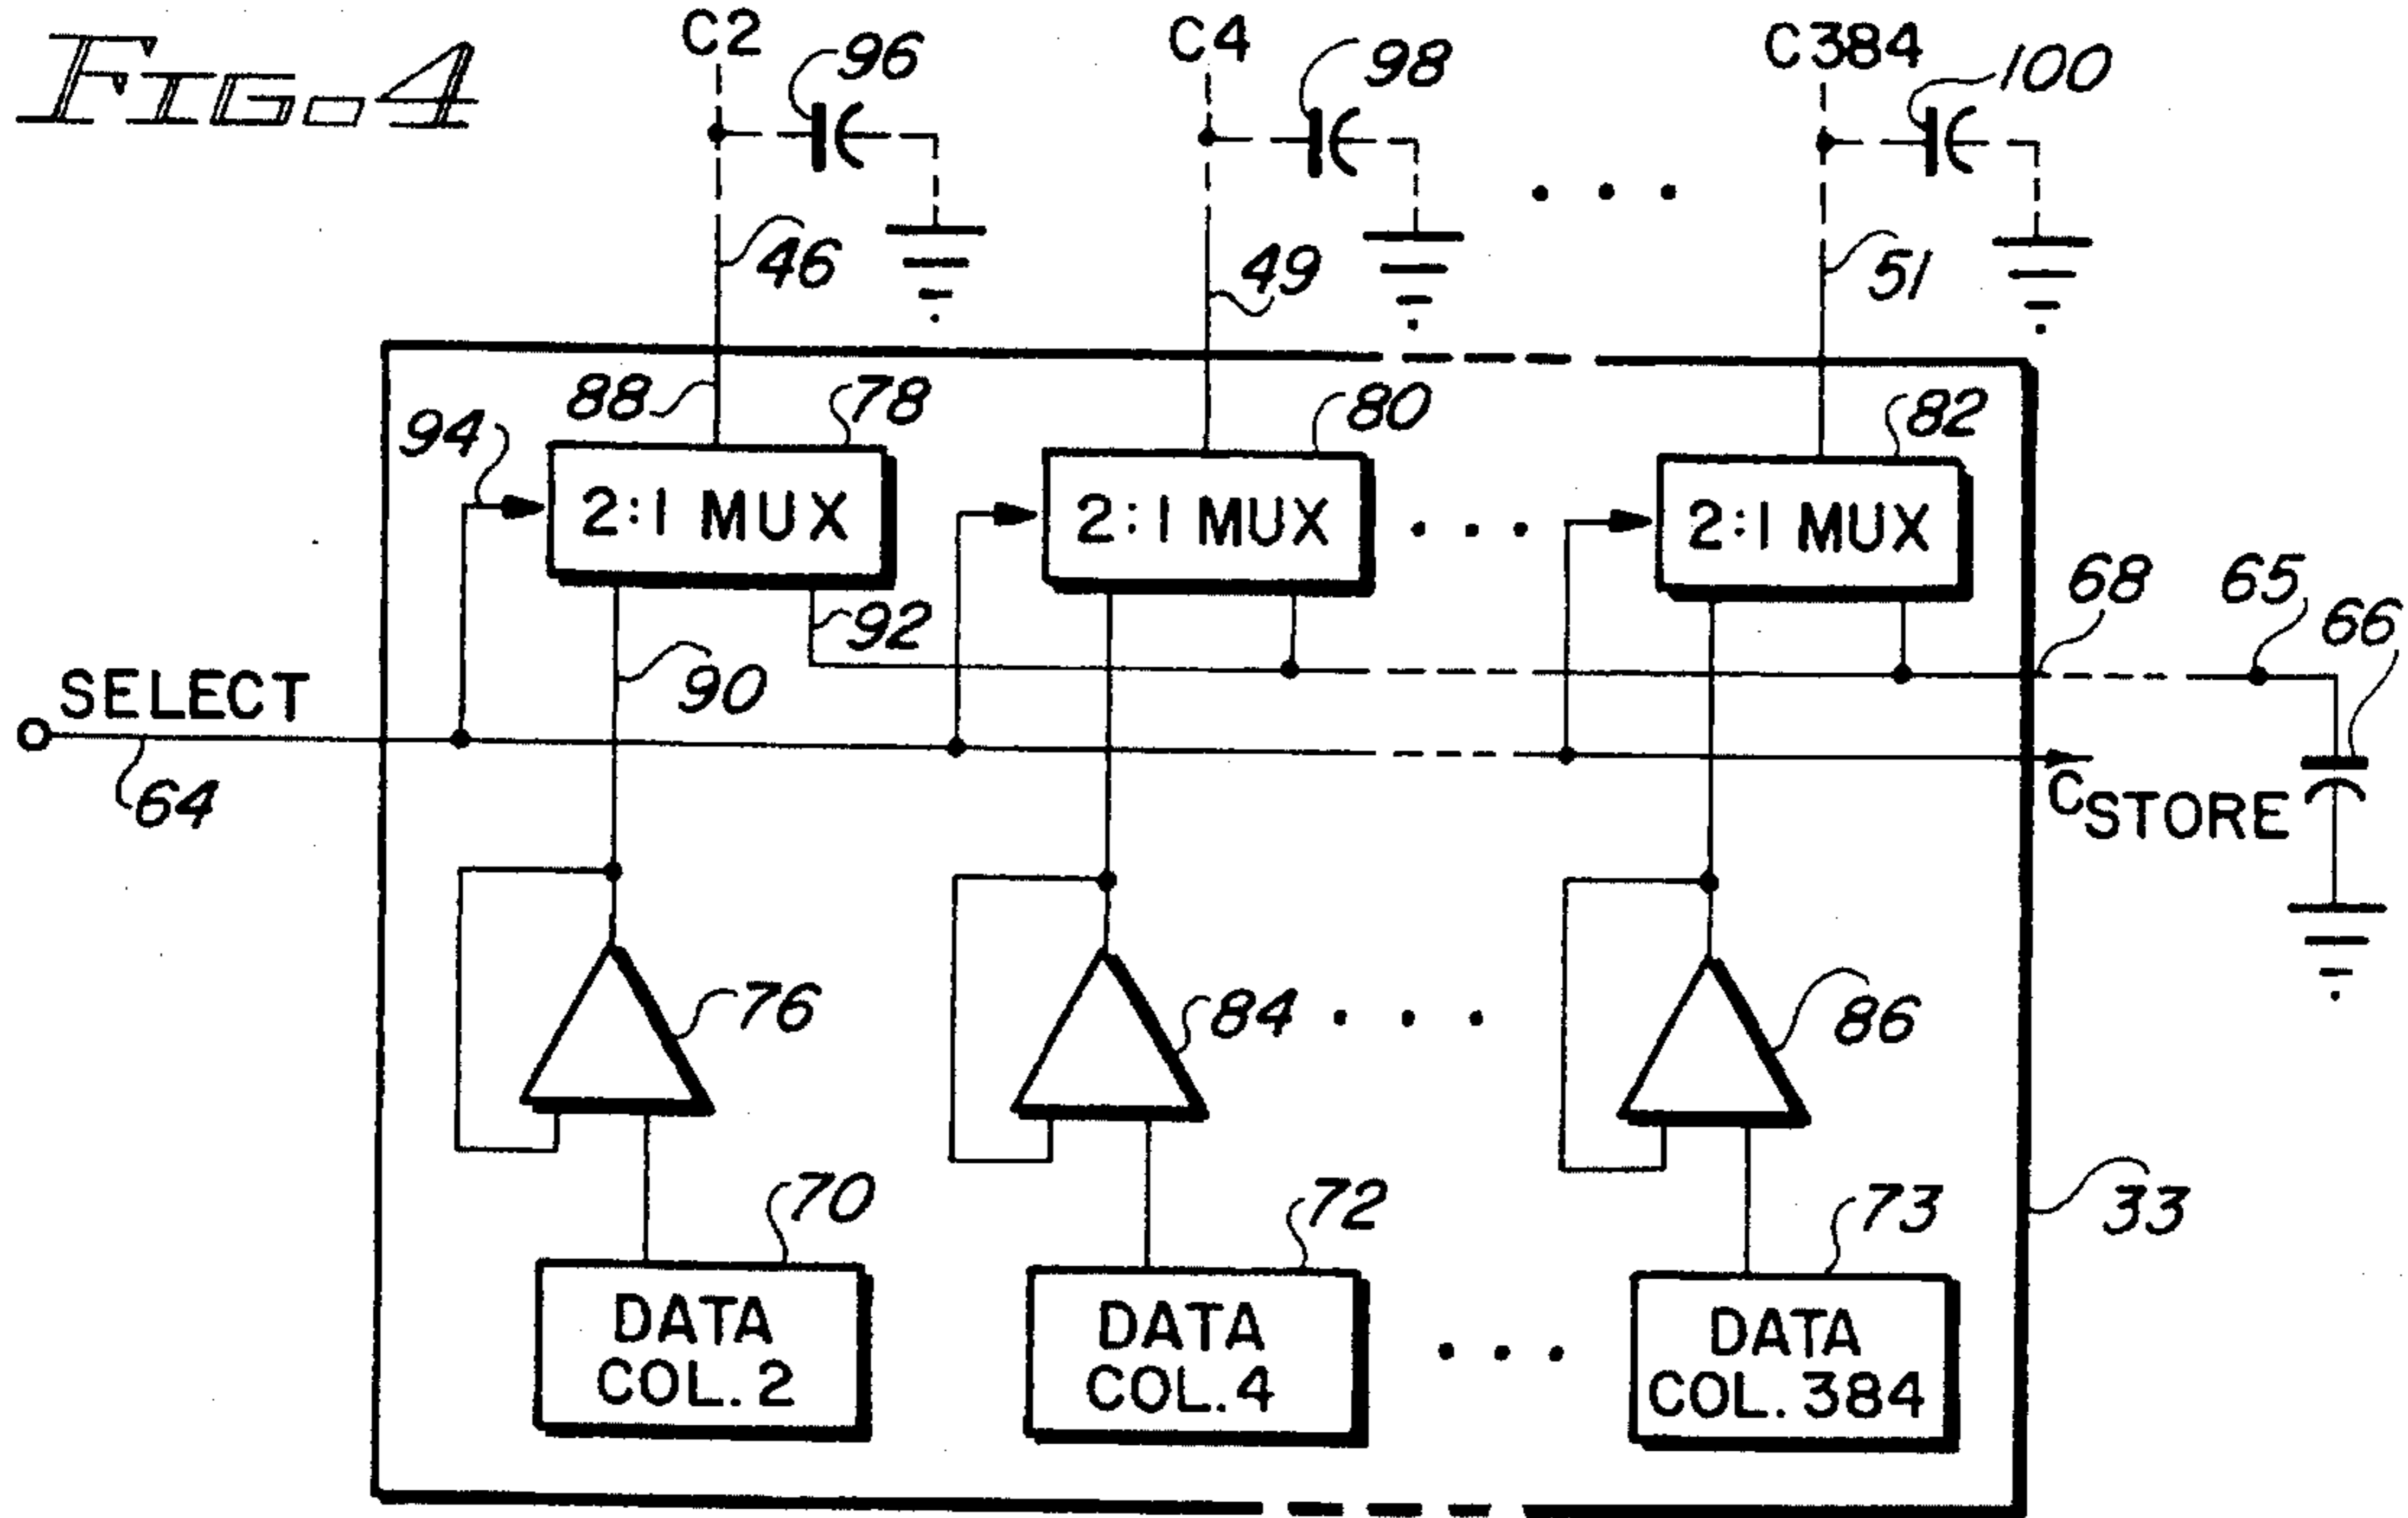 FIG.-4
C2
96
C4
98
C384
100
46
49
51
88
78
80
82
94
2:1 MUX
2:1 MUX
2:1 MUX
68
65
66
92
90
SELECT
64
CSTORE
76
84
86
70
72
73
33
DATA
COL. 2
DATA
COL. 4
DATA
COL. 384